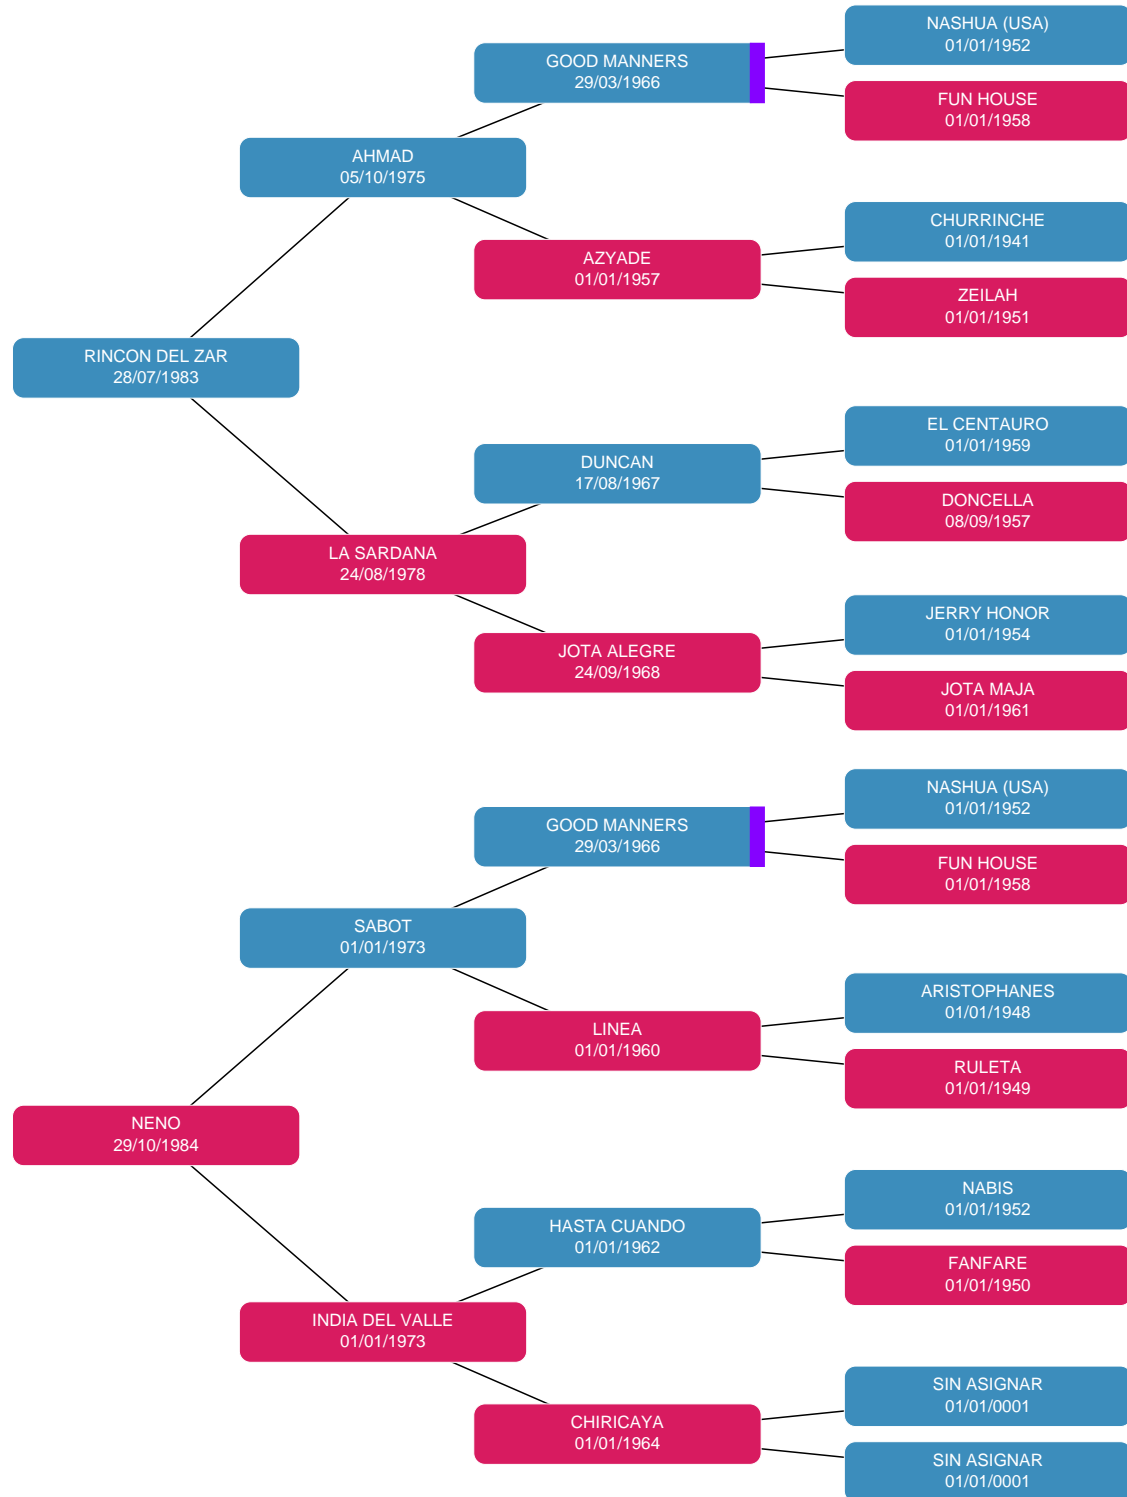 NASHUA (USA)
01/01/1952
GOOD MANNERS
29/03/1966
FUN HOUSE
01/01/1958
AHMAD
05/10/1975
CHURRINCHE
01/01/1941
AZYADE
01/01/1957
ZEILAH
01/01/1951
RINCON DEL ZAR
28/07/1983
EL CENTAURO
01/01/1959
DUNCAN
17/08/1967
DONCELLA
08/09/1957
LA SARDANA
24/08/1978
JERRY HONOR
01/01/1954
JOTA ALEGRE
24/09/1968
JOTA MAJA
01/01/1961
NASHUA (USA)
01/01/1952
GOOD MANNERS
29/03/1966
FUN HOUSE
01/01/1958
SABOT
01/01/1973
ARISTOPHANES
01/01/1948
LINEA
01/01/1960
RULETA
01/01/1949
NENO
29/10/1984
NABIS
01/01/1952
HASTA CUANDO
01/01/1962
FANFARE
01/01/1950
INDIA DEL VALLE
01/01/1973
SIN ASIGNAR
01/01/0001
CHIRICAYA
01/01/1964
SIN ASIGNAR
01/01/0001